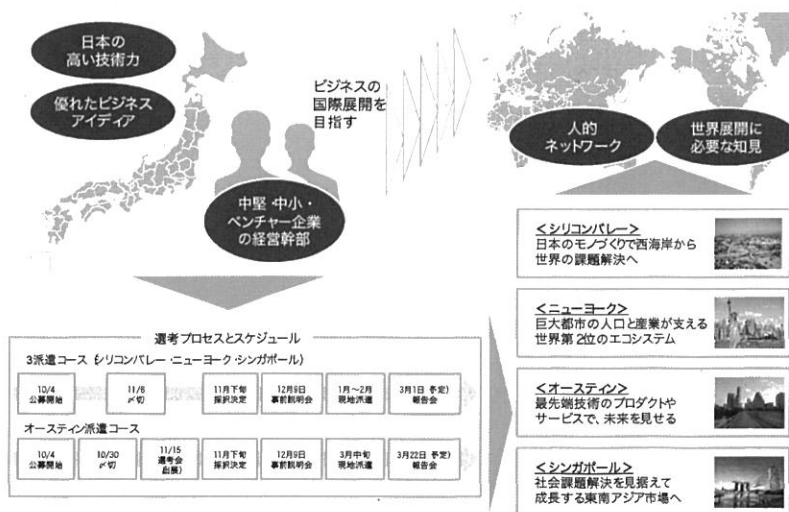 日本の
高い技術力
優れたビジネス
アイディア
ビジネスの
国際展開を
目指す
中堅・中小・
ベンチャー企業
の経営幹部
人的
ネットワーク
世界展開に
必要な知見
<シリコンバレー>
日本のモノづくりで西海岸から
世界の課題解決へ
<ニューヨーク>
巨大都市の人口と産業が支える
世界第2位のエコシステム
<オースティン>
最先端技術のプロダクトや
サービスで、未来を見せる
<シンガポール>
社会課題解決を見据えて
成長する東南アジア市場へ
選考プロセスとスケジュール
3派遣コース (シリコンバレー・ニューヨーク・シンガポール)
10/4
公募開始
11/6
〆切
11月下旬
採択決定
12月9日
事前説明会
1月～2月
現地派遣
3月1日 予定)
報告会
オースティン派遣コース
10/4
公募開始
10/30
〆切
11/15
選考会
出展)
11月下旬
採択決定
12月9日
事前説明会
3月中旬
現地派遣
3月22日 予定)
報告会